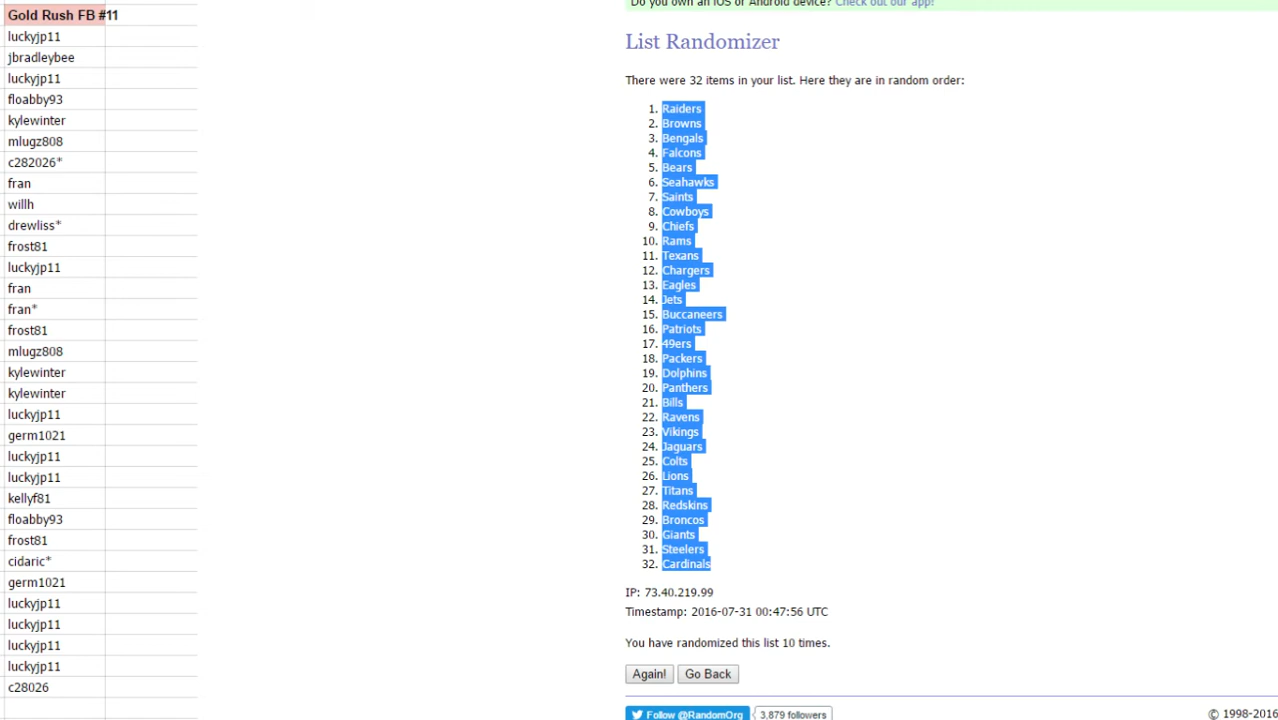 Gold Rush FB #11
luckyjp11
jbradleybee
luckyjp11
floabby93
kylewinter
mlugz808
c282026*
fran
willh
drewliss*
frost81
luckyjp11
fran
fran*
frost81
mlugz808
kylewinter
kylewinter
luckyjp11
germ1021
luckyjp11
luckyjp11
kellyf81
floabby93
frost81
cidaric*
germ1021
luckyjp11
luckyjp11
luckyjp11
luckyjp11
c28026
Do you own an iOS or Android device? Check out our app!
List Randomizer
There were 32 items in your list. Here they are in random order:
1. Raiders
2. Browns
3. Bengals
4. Falcons
5. Bears
6. Seahawks
7. Saints
8. Cowboys
9. Chiefs
10. Rams
11. Texans
12. Chargers
13. Eagles
14. Jets
15. Buccaneers
16. Patriots
17. 49ers
18. Packers
19. Dolphins
20. Panthers
21. Bills
22. Ravens
23. Vikings
24. Jaguars
25. Colts
26. Lions
27. Titans
28. Redskins
29. Broncos
30. Giants
31. Steelers
32. Cardinals
IP: 73.40.219.99
Timestamp: 2016-07-31 00:47:56 UTC
You have randomized this list 10 times.
Again! Go Back
Follow @RandomOrg 3,879 followers
© 1998-2016